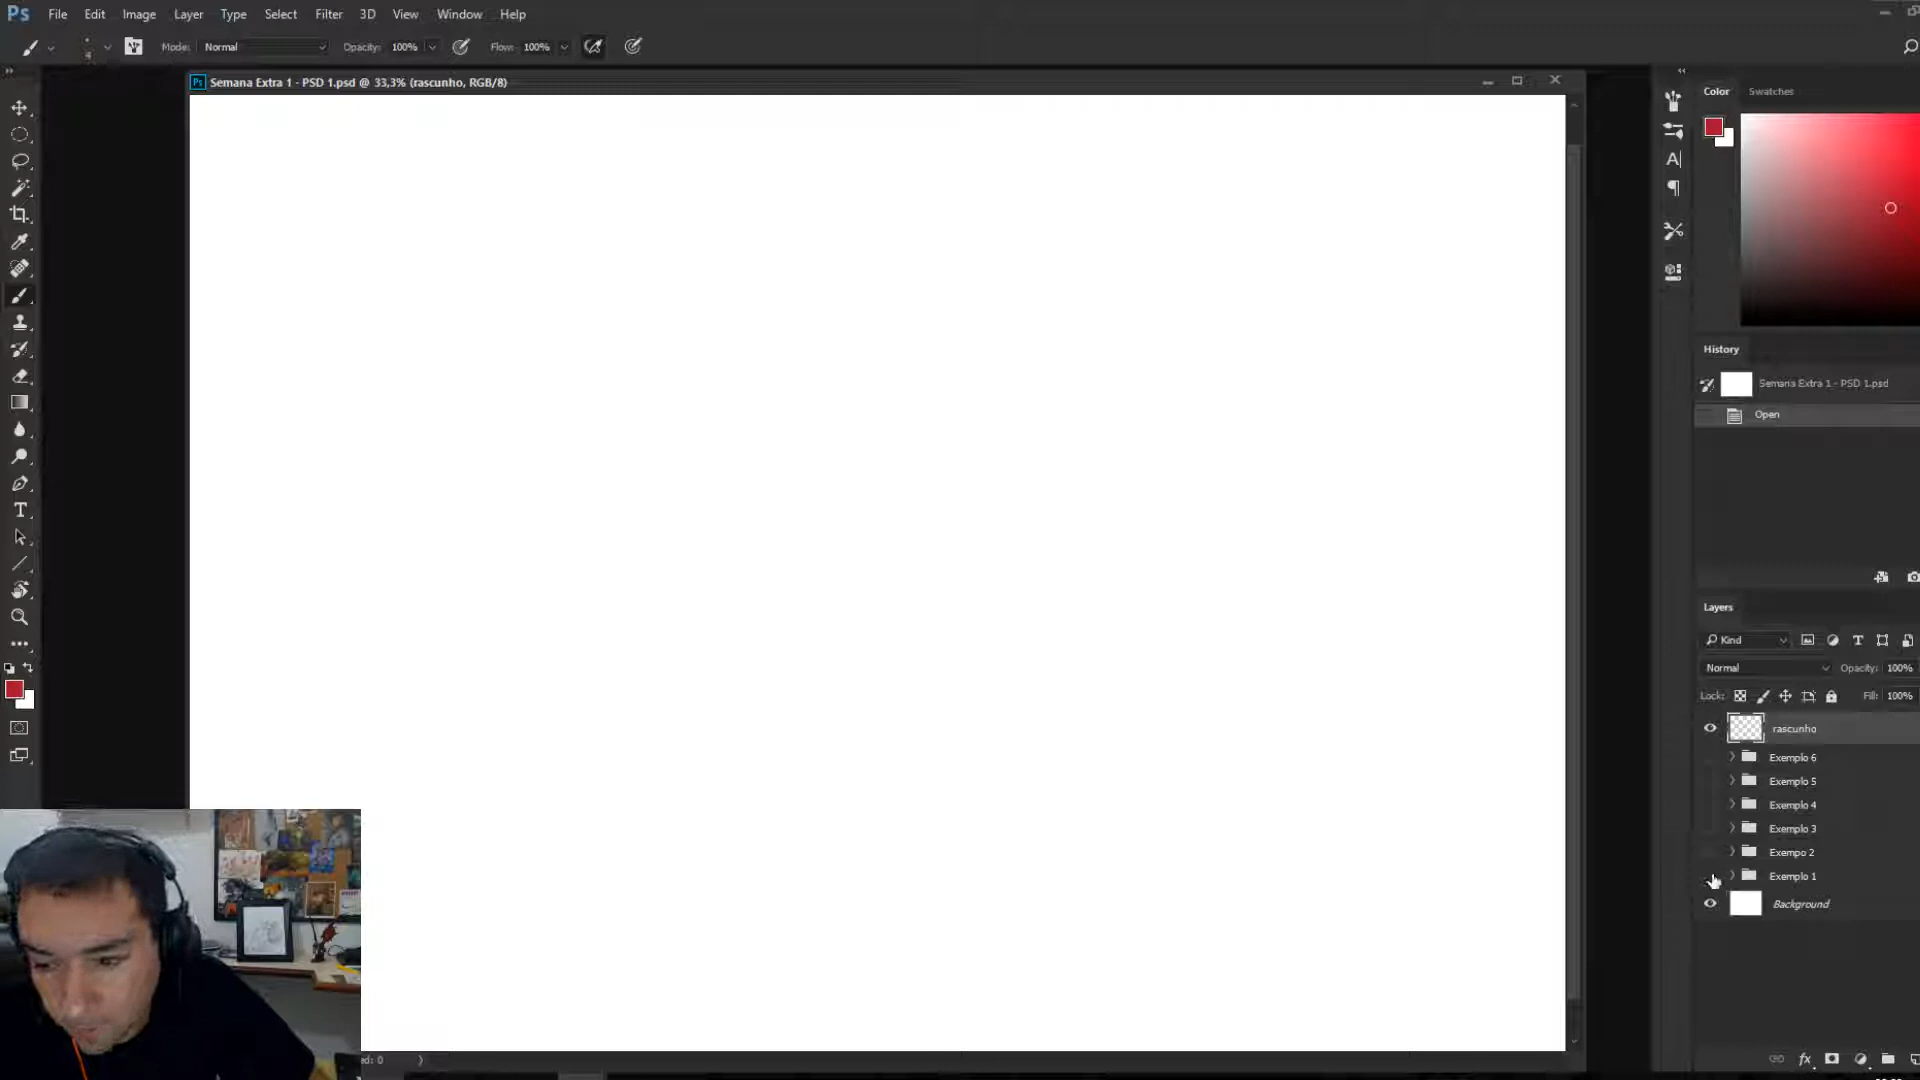 Ps File Edit Image Layer Type Select Filter 3D View Window Help
Mode: Normal Opacity: 100% Flow: 100%
Ps Semana Extra 1 - PSD 1.psd @ 33,3% (rascunho, RGB/8)
Color Swatches
History
Semana Extra 1 - PSD 1.psd
Open
Layers
Kind
Normal Opacity: 100%
Lock: Fill: 100%
rascunho
Exemplo 6
Exemplo 5
Exemplo 4
Exemplo 3
Exempo 2
Exemplo 1
Background
fx